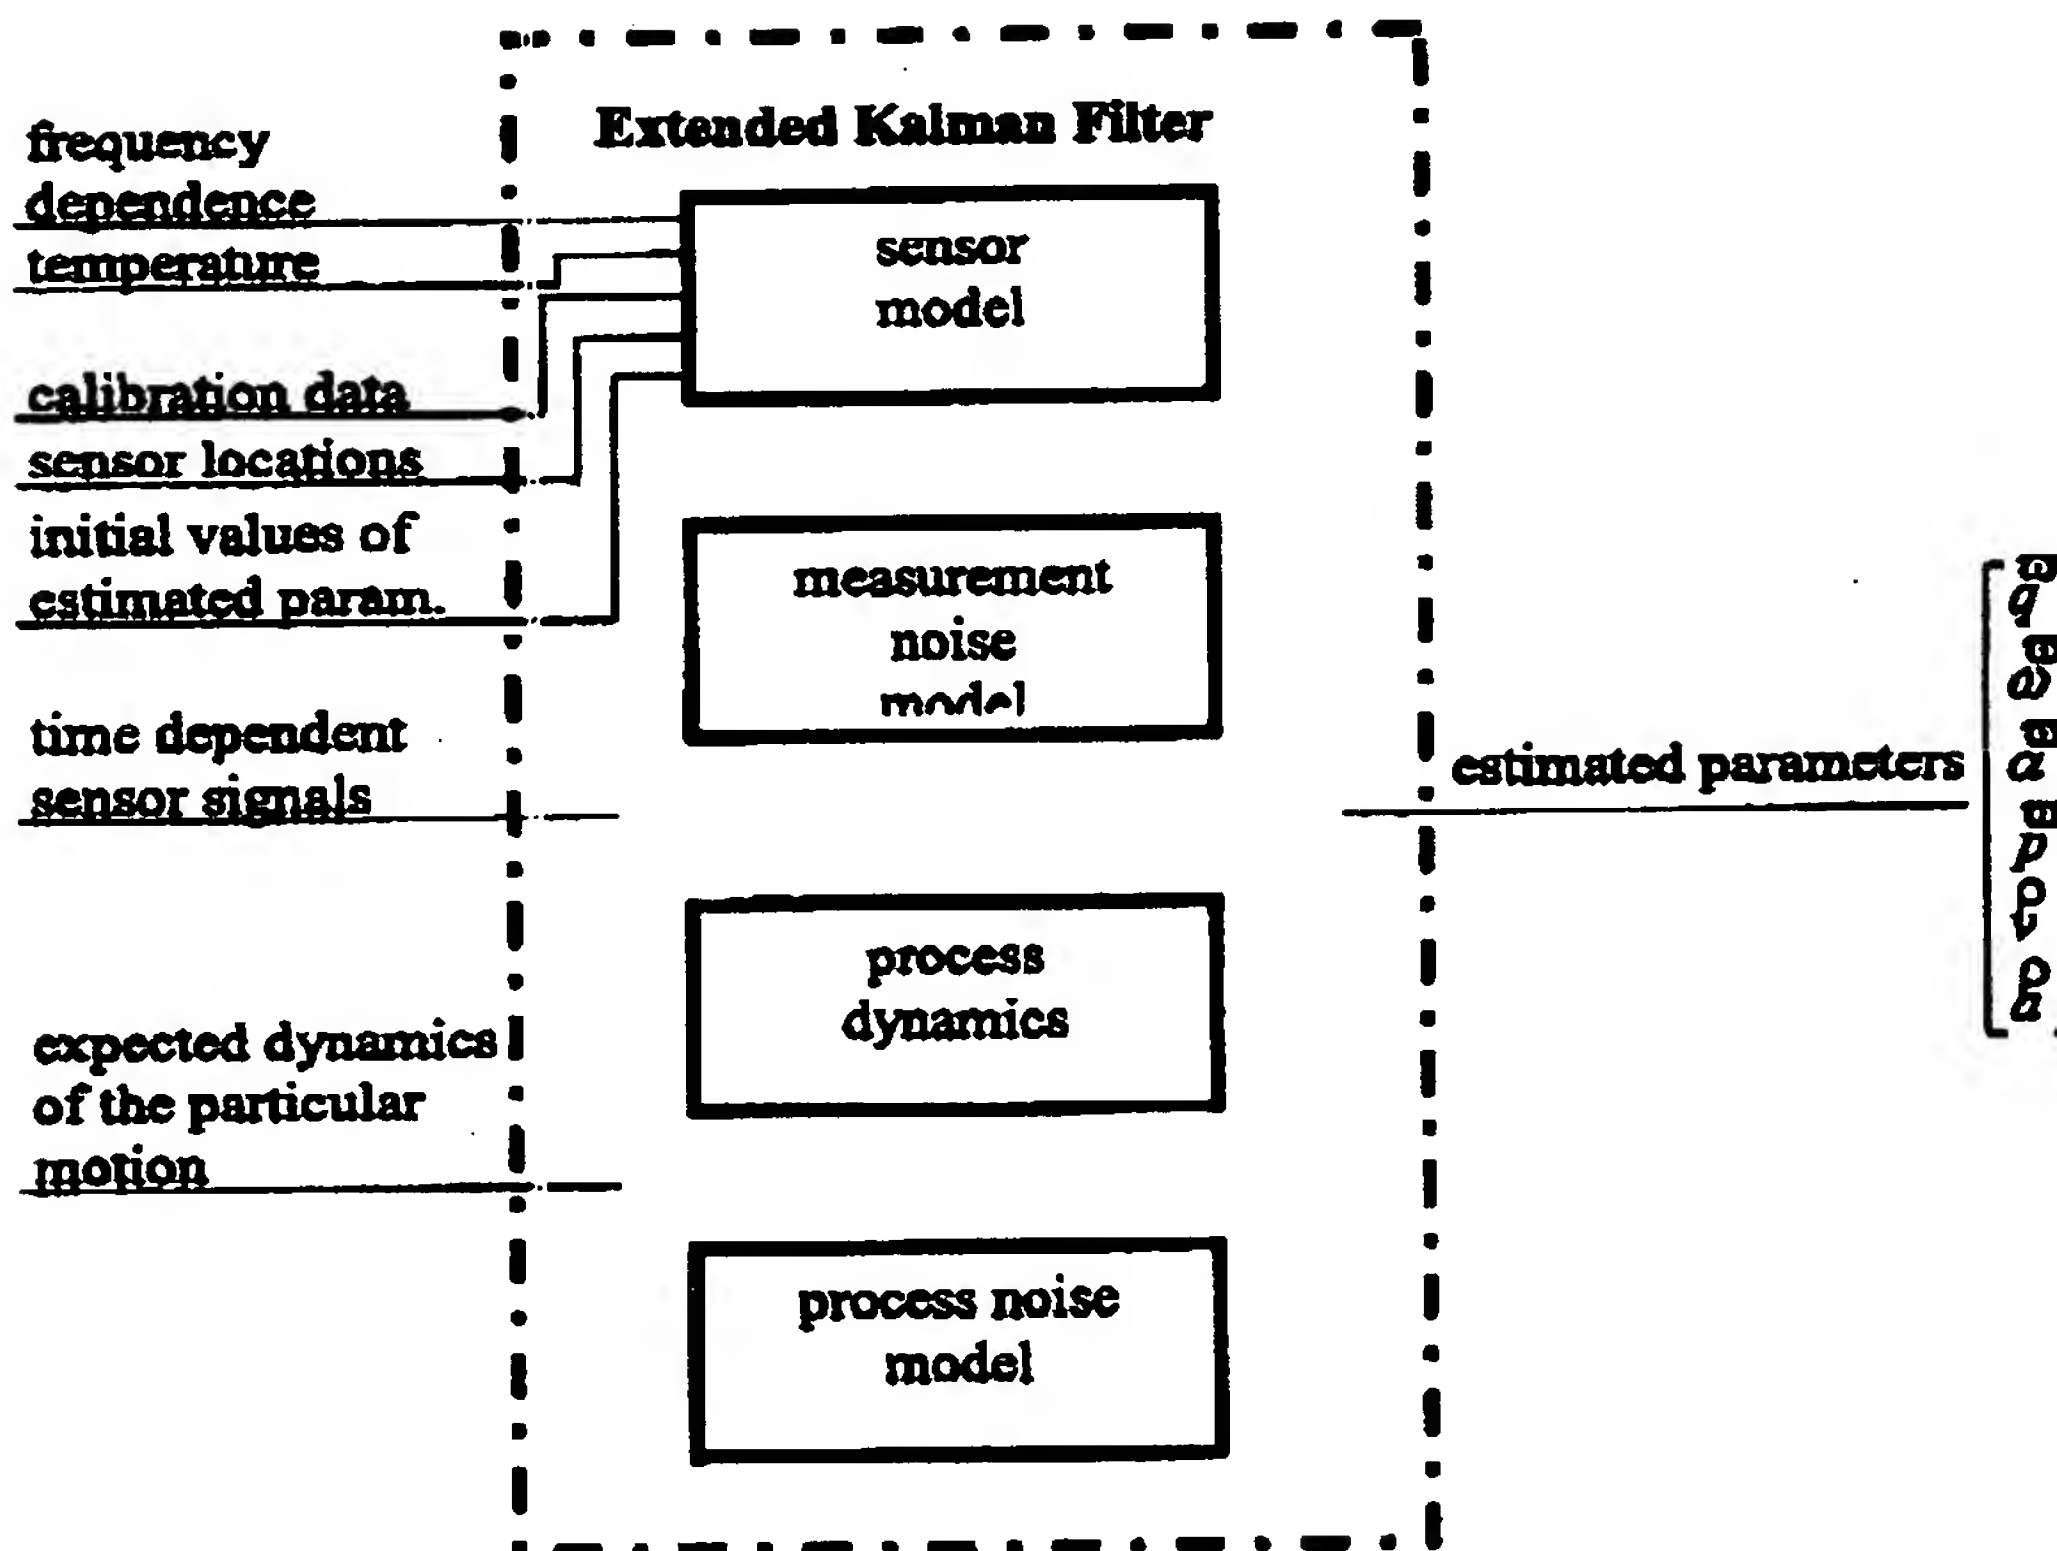 Extended Kalman Filter
frequency
dependence
temperature
calibration data
sensor locations
initial values of
estimated param.
time dependent
sensor signals
expected dynamics
of the particular
motion
sensor
model
measurement
noise
model
process
dynamics
process noise
model
estimated parameters
q
ω
α
p
v
a